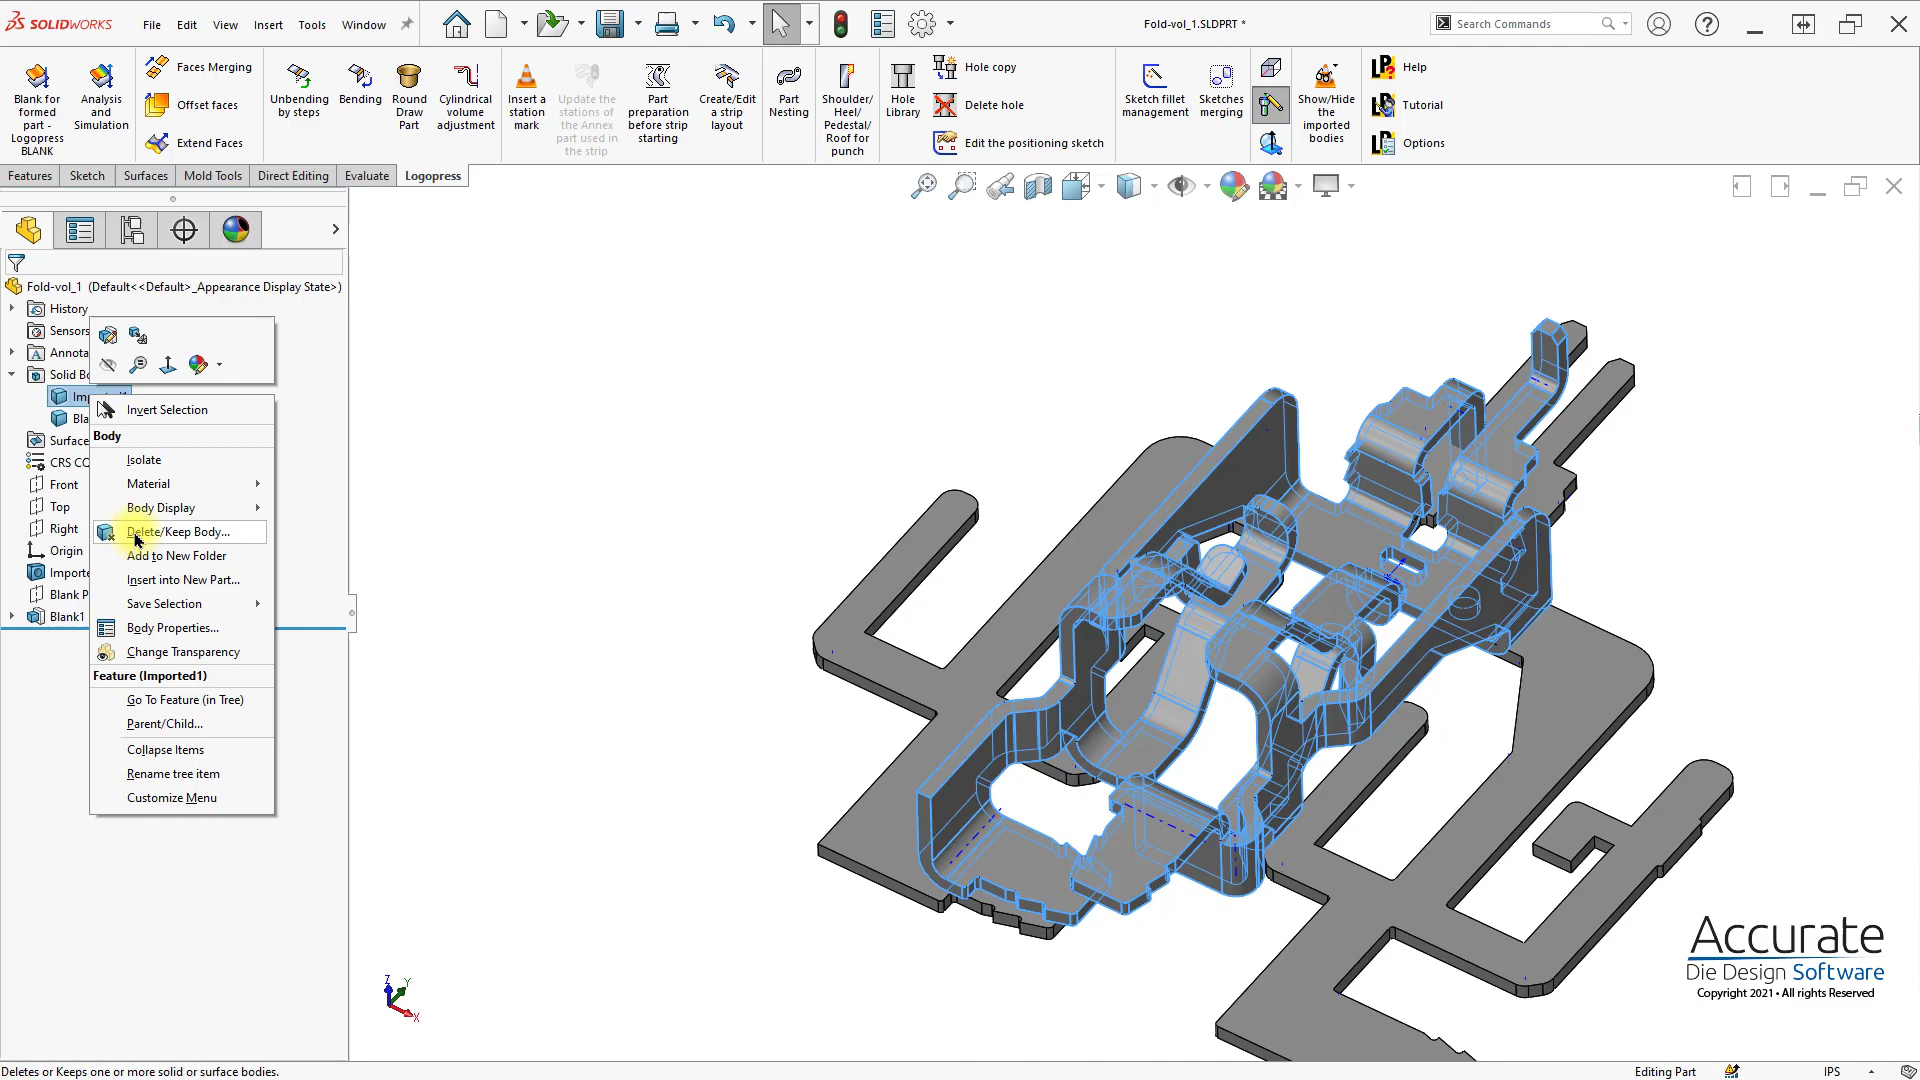 SOLIDWORKS File Edit View Insert Tools Window
Fold-vol_1.SLDPRT *
Search Commands
Blank for formed part - Logopress BLANK
Analysis and Simulation
Faces Merging
Offset faces
Extend Faces
Unbending by steps
Bending
Round Draw Part
Cylindrical volume adjustment
Insert a station mark
Update the stations of the Annex part used in the strip
Part preparation before strip starting
Create/Edit a strip layout
Part Nesting
Shoulder/ Heel/ Pedestal/ Roof for punch
Hole Library
Hole copy
Delete hole
Edit the positioning sketch
Sketch fillet management
Sketches merging
Show/Hide the imported bodies
Help
Tutorial
Options
Features Sketch Surfaces Mold Tools Direct Editing Evaluate Logopress
Fold-vol_1 (Default<<Default>_Appearance Display State>)
History
Sensors
Annota
Solid Bo
Imp
Bla
Surface
CRS CO
Front
Top
Right
Origin
Importe
Blank P
Blank1
Invert Selection
Body
Isolate
Material
Body Display
Delete/Keep Body...
Add to New Folder
Insert into New Part...
Save Selection
Body Properties...
Change Transparency
Feature (Imported1)
Go To Feature (in Tree)
Parent/Child...
Collapse Items
Rename tree item
Customize Menu
Z
Y
X
Accurate
Die Design Software
Copyright 2021 • All rights Reserved
Deletes or Keeps one or more solid or surface bodies.
Editing Part
IPS